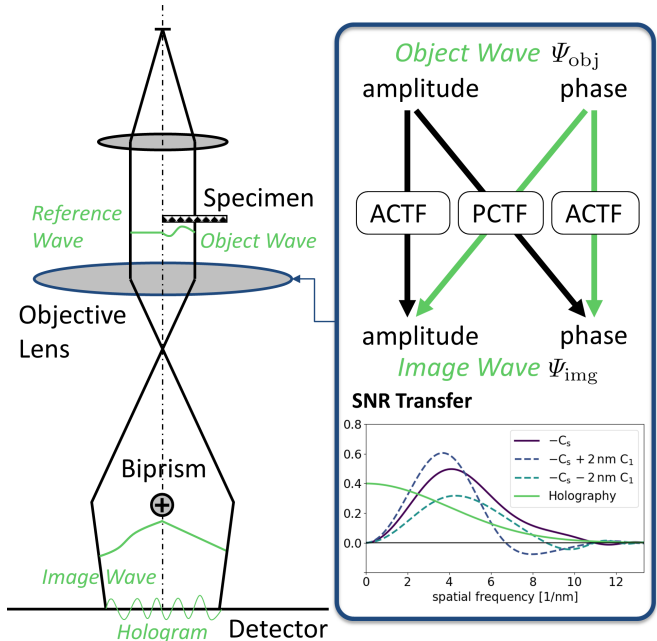 Specimen
Reference
Wave
Object Wave
Objective
Lens
Biprism
+
Image Wave
Hologram
Detector
Object Wave Ψobj
amplitude phase
ACTF PCTF ACTF
amplitude phase
Image Wave Ψimg
SNR Transfer
0.8
0.6
0.4
0.2
0.0
−Cs
−Cs + 2 nm C1
−Cs − 2 nm C1
Holography
0 2 4 6 8 10 12
spatial frequency [1/nm]